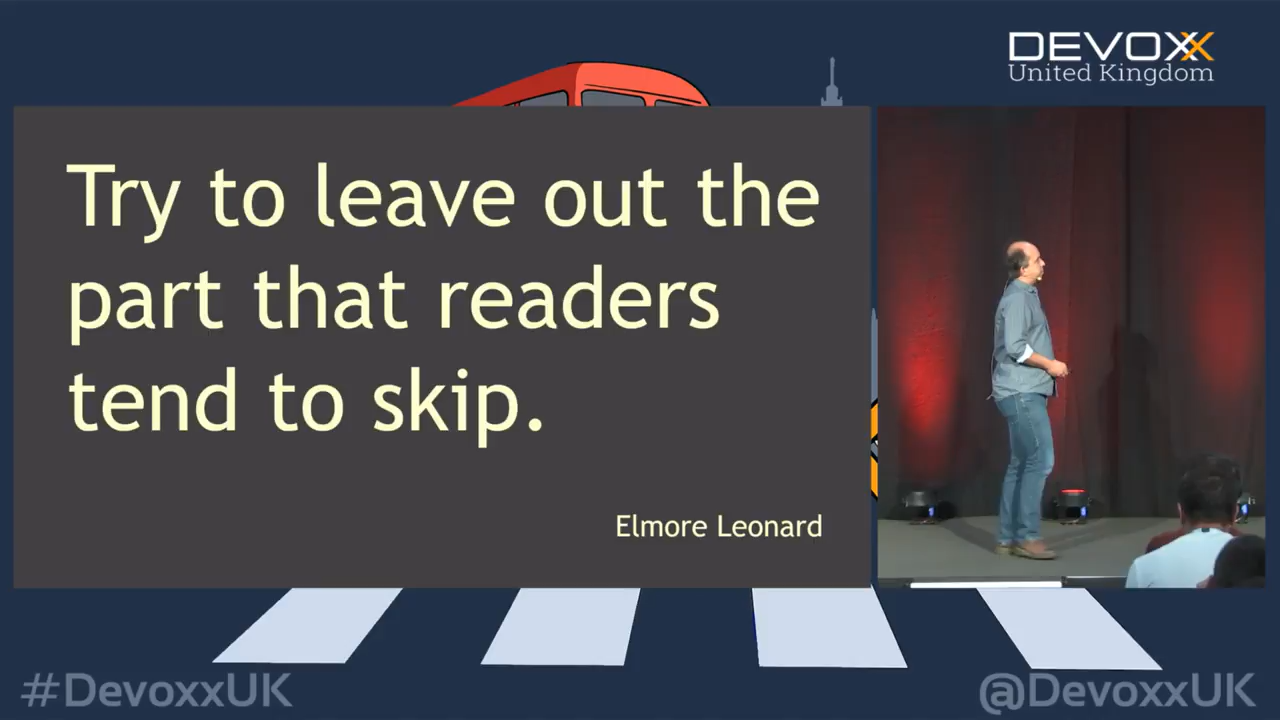 DEVOXX
United Kingdom
Try to leave out the
part that readers
tend to skip.
Elmore Leonard
#DevoxxUK
@DevoxxUK